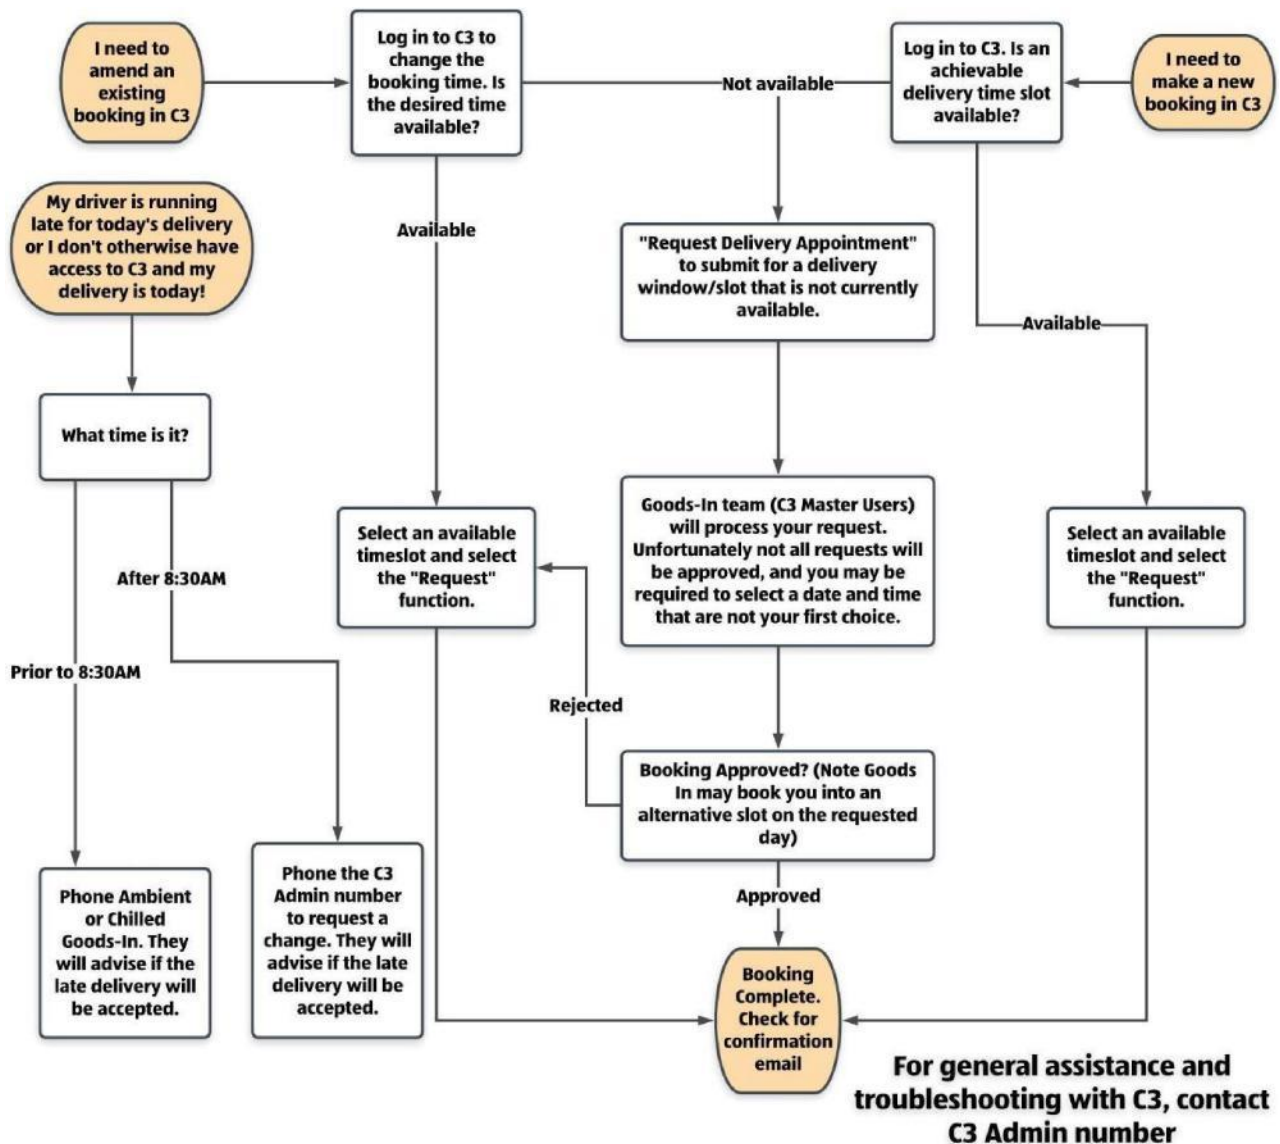 I need to
amend an
existing
booking in C3
Log in to C3 to
change the
booking time. Is
the desired time
available?
Not available
Log in to C3. Is an
achievable
delivery time slot
available?
I need to
make a new
booking in C3
My driver is running
late for today's delivery
or I don't otherwise have
access to C3 and my
delivery is today!
Available
"Request Delivery Appointment"
to submit for a delivery
window/slot that is not currently
available.
Available
What time is it?
Select an available
timeslot and select
the "Request"
function.
Goods-In team (C3 Master Users)
will process your request.
Unfortunately not all requests will
be approved, and you may be
required to select a date and time
that are not your first choice.
Select an available
timeslot and select
the "Request"
function.
After 8:30AM
Prior to 8:30AM
Rejected
Booking Approved? (Note Goods
In may book you into an
alternative slot on the requested
day)
Phone Ambient
or Chilled
Goods-In. They
will advise if the
late delivery will
be accepted.
Phone the C3
Admin number
to request a
change. They will
advise if the late
delivery will be
accepted.
Approved
Booking
Complete.
Check for
confirmation
email
For general assistance and
troubleshooting with C3, contact
C3 Admin number